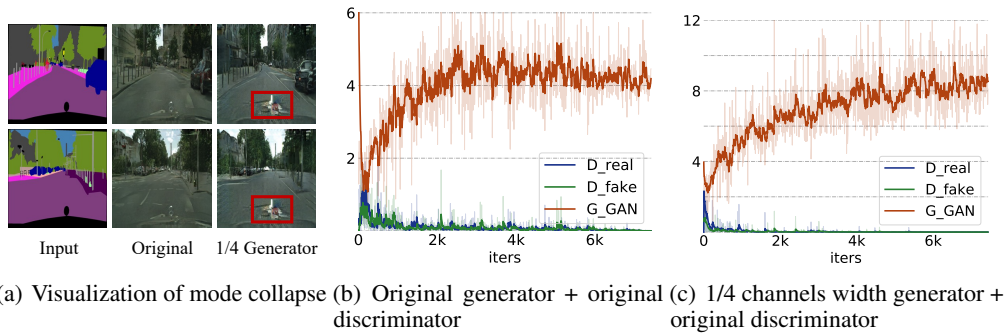 Input
Original
1/4 Generator
6
4
2
0
2k
4k
6k
iters
D_real
D_fake
G_GAN
12
8
4
0
2k
4k
6k
iters
D_real
D_fake
G_GAN
a) Visualization of mode collapse
(b) Original generator + original
discriminator
(c) 1/4 channels width generator +
original discriminator